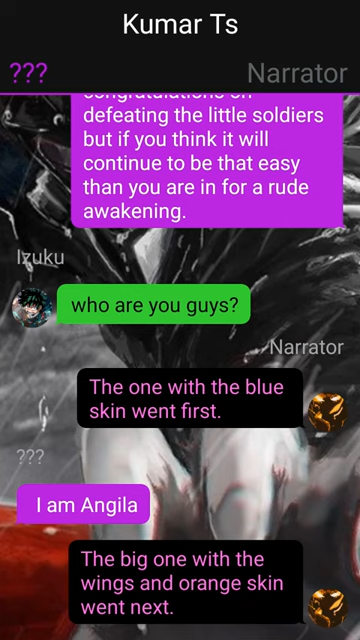 Kumar Ts
???
Narrator
congratulations on
defeating the little soldiers
but if you think it will
continue to be that easy
than you are in for a rude
awakening.
Izuku
who are you guys?
Narrator
The one with the blue
skin went first.
???
I am Angila
The big one with the
wings and orange skin
went next.